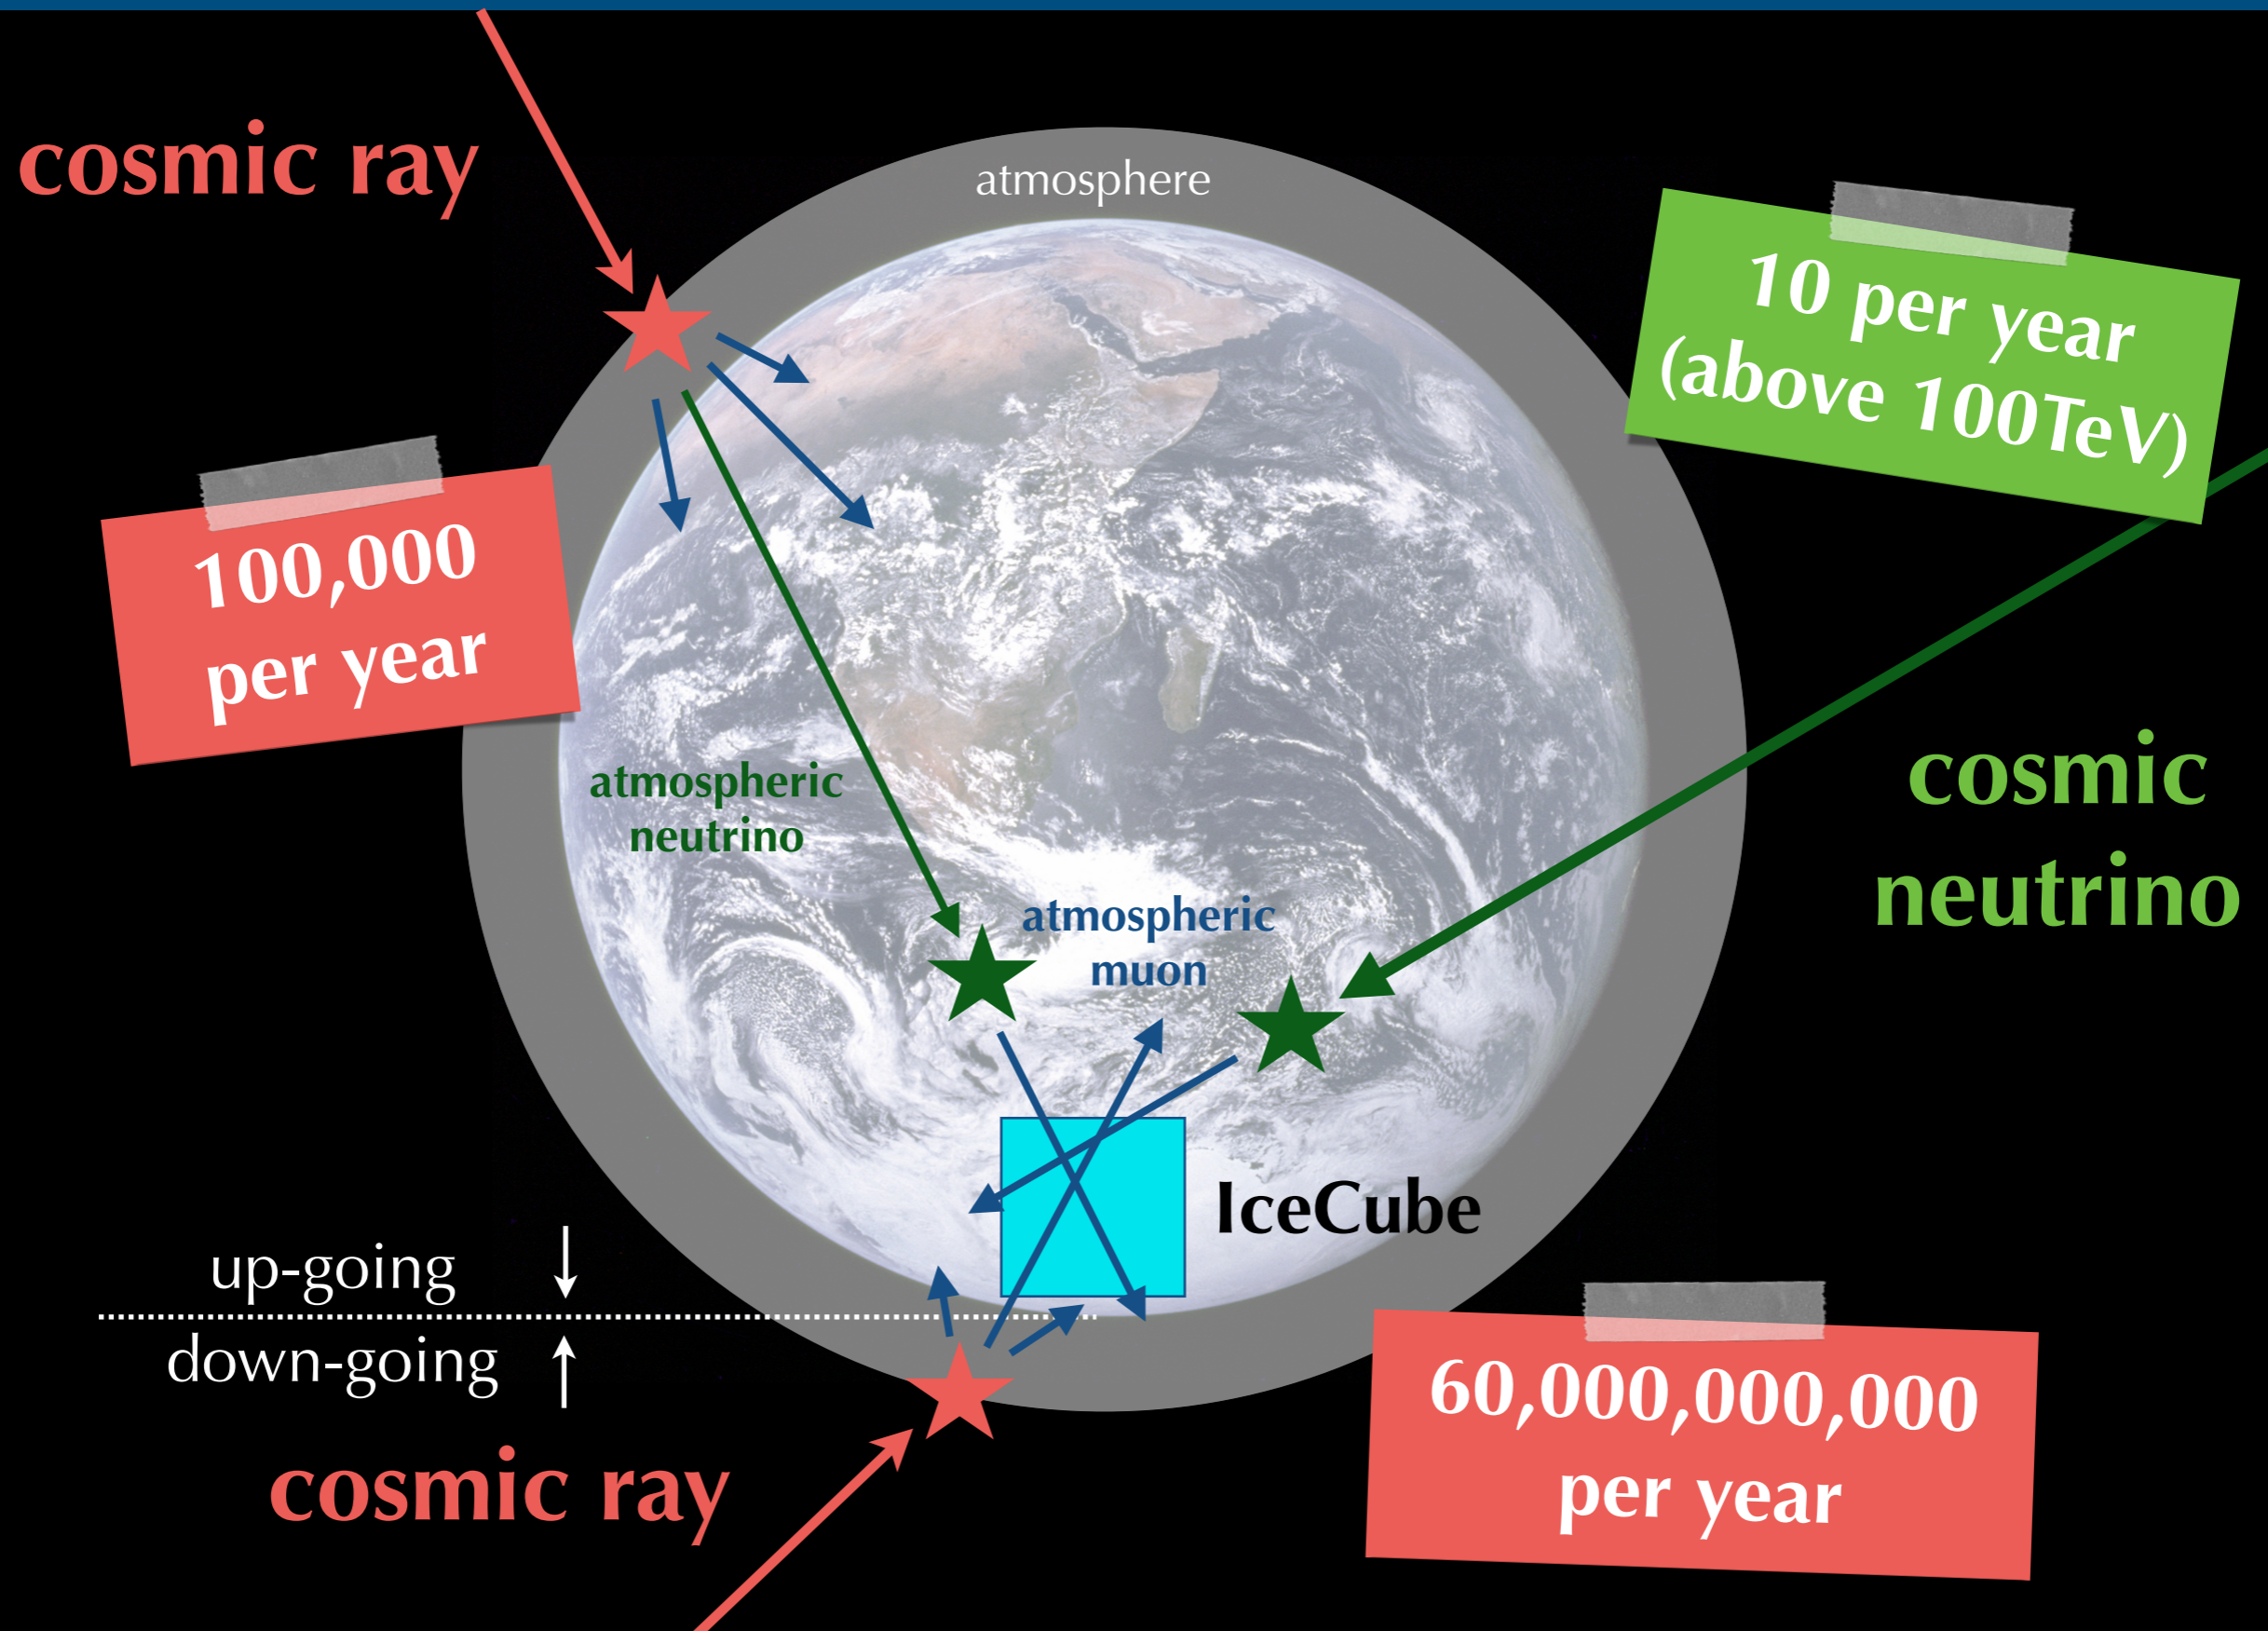 cosmic ray
atmosphere
10 per year
(above 100TeV)
100,000
per year
atmospheric
neutrino
cosmic
neutrino
atmospheric
muon
IceCube
up-going
down-going
cosmic ray
60,000,000,000
per year